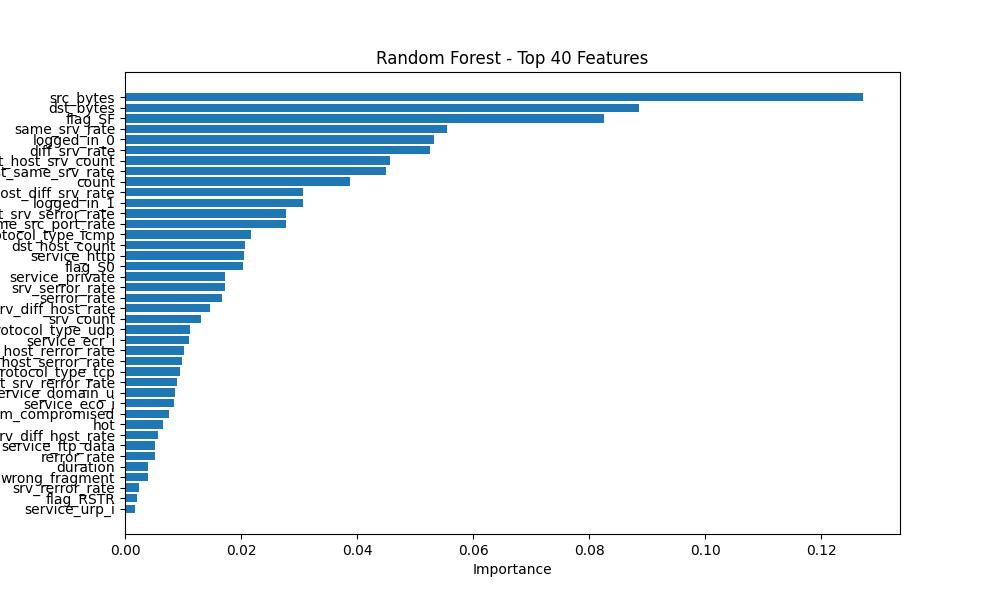 Random Forest - Top 40 Features
src_bytes
dst_bytes
flag_SF
same_srv_rate
logged_in_0
diff_srv_rate
t_host_srv_count
t_same_srv_rate
count
ost_diff_srv_rate
logged_in_1
t_srv_serror_rate
me_src_port_rate
otocol_type_icmp
dst_host_count
service_http
flag_S0
service_private
srv_serror_rate
serror_rate
rv_diff_host_rate
srv_count
otocol_type_udp
service_ecr_i
host_rerror_rate
host_serror_rate
rotocol_type_tcp
t_srv_rerror_rate
ervice_domain_u
service_eco_i
m_compromised
hot
rv_diff_host_rate
service_ftp_data
rerror_rate
duration
wrong_fragment
srv_rerror_rate
flag_RSTR
service_urp_i
0.00 0.02 0.04 0.06 0.08 0.10 0.12
Importance